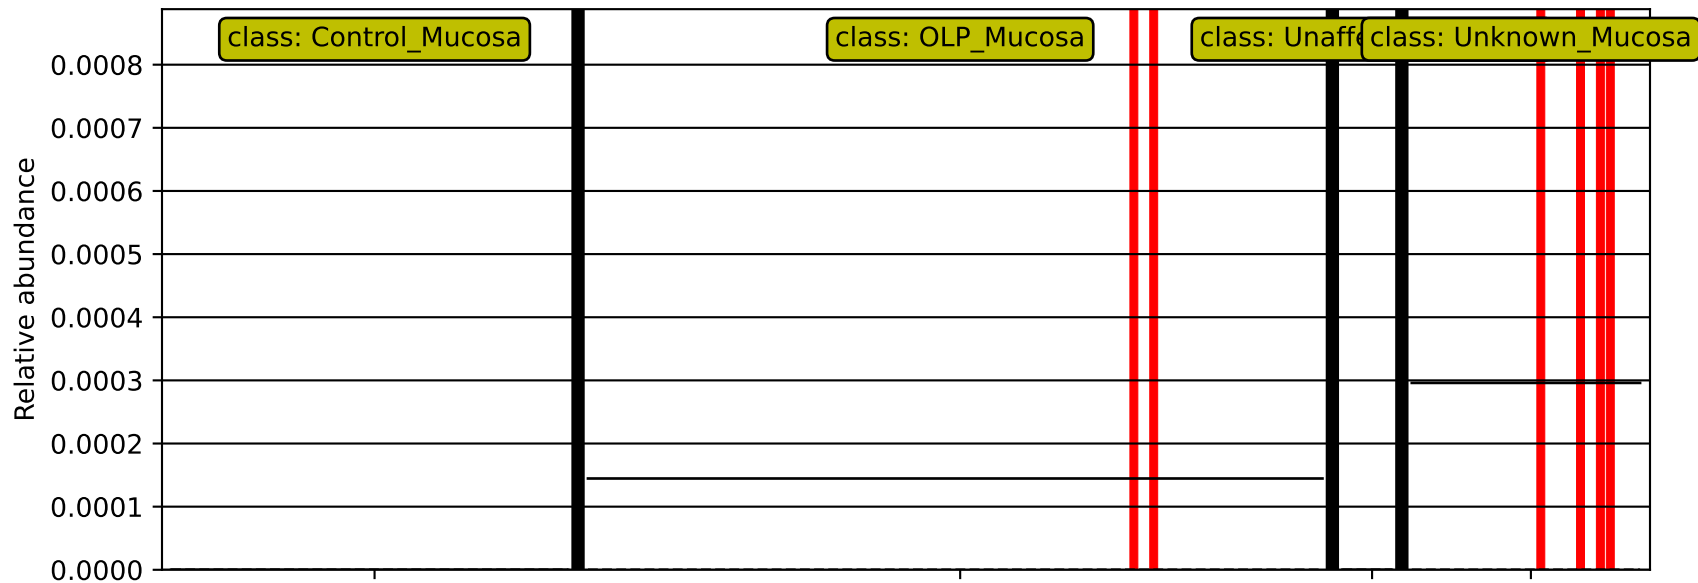 class: Control_Mucosa
class: OLP_Mucosa
class:
class: Unknown_Mucosa
Relative abundance
0.0008
0.0007
0.0006
0.0005
0.0004
0.0003
0.0002
0.0001
0.0000